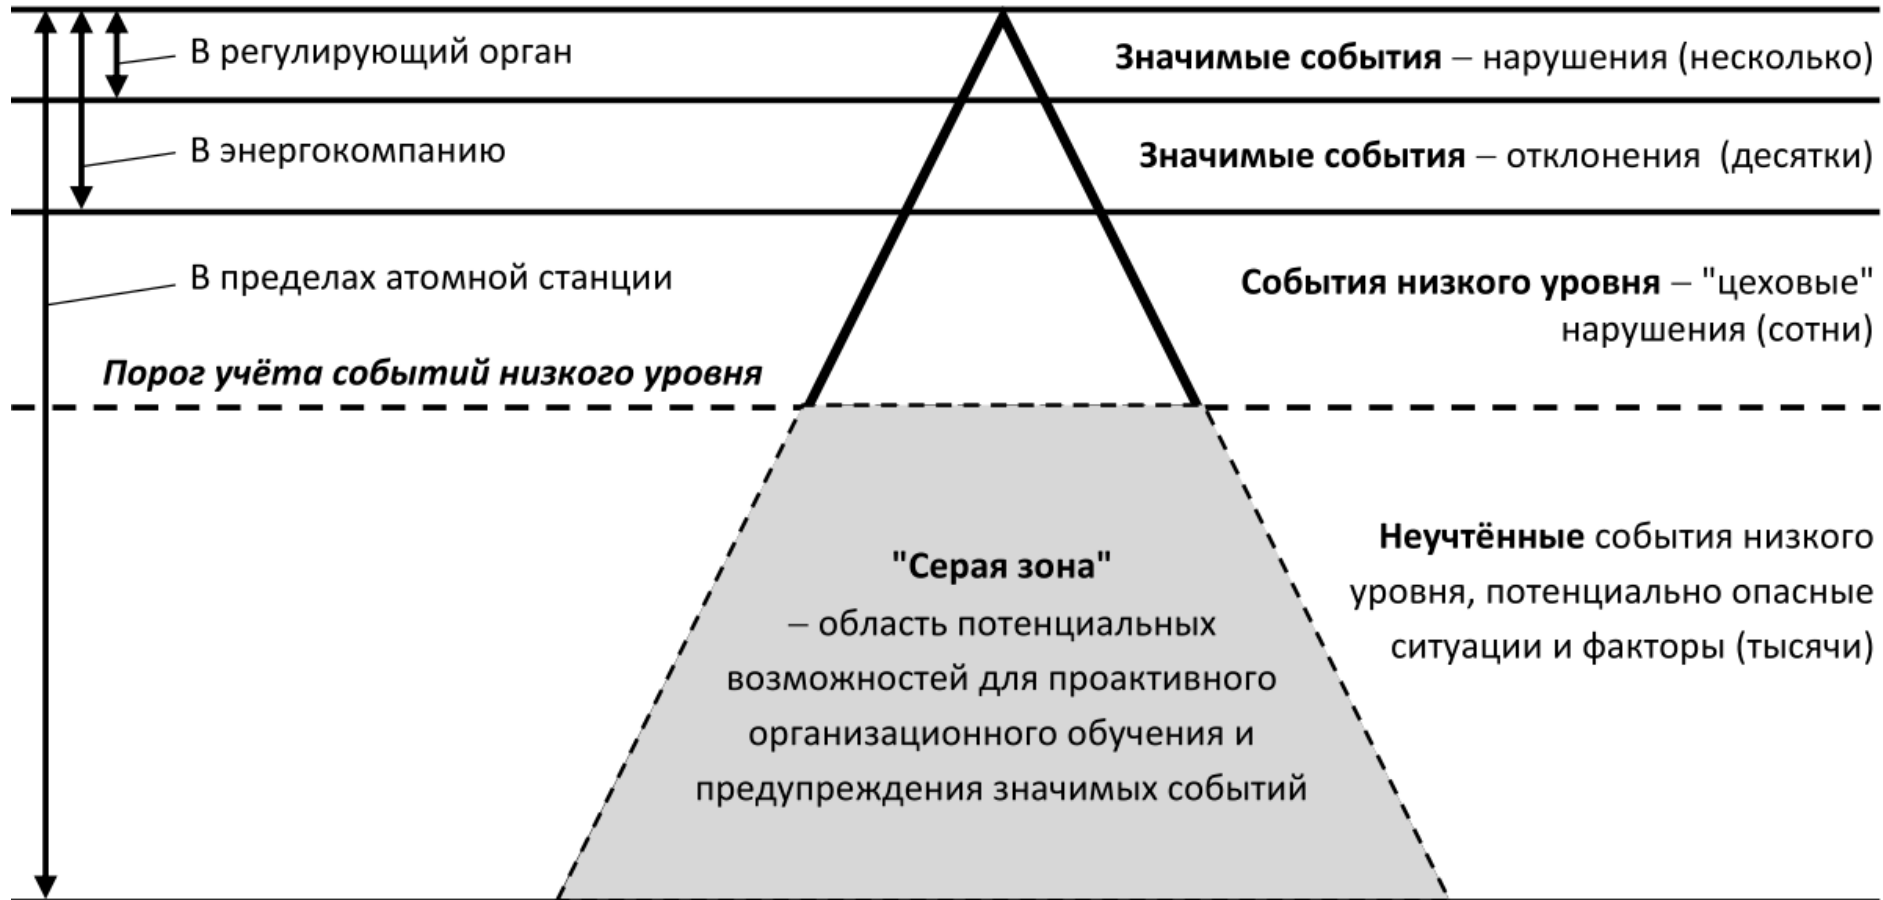 В регулирующий орган
Значимые события – нарушения (несколько)
В энергокомпанию
Значимые события – отклонения (десятки)
В пределах атомной станции
События низкого уровня – "цеховые"
нарушения (сотни)
Порог учёта событий низкого уровня
"Серая зона"
– область потенциальных
возможностей для проактивного
организационного обучения и
предупреждения значимых событий
Неучтённые события низкого
уровня, потенциально опасные
ситуации и факторы (тысячи)